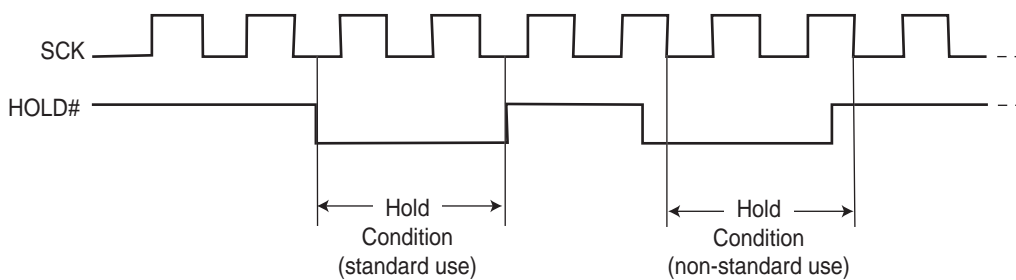 SCK
HOLD#
Hold
Condition
(standard use)
Hold
Condition
(non-standard use)